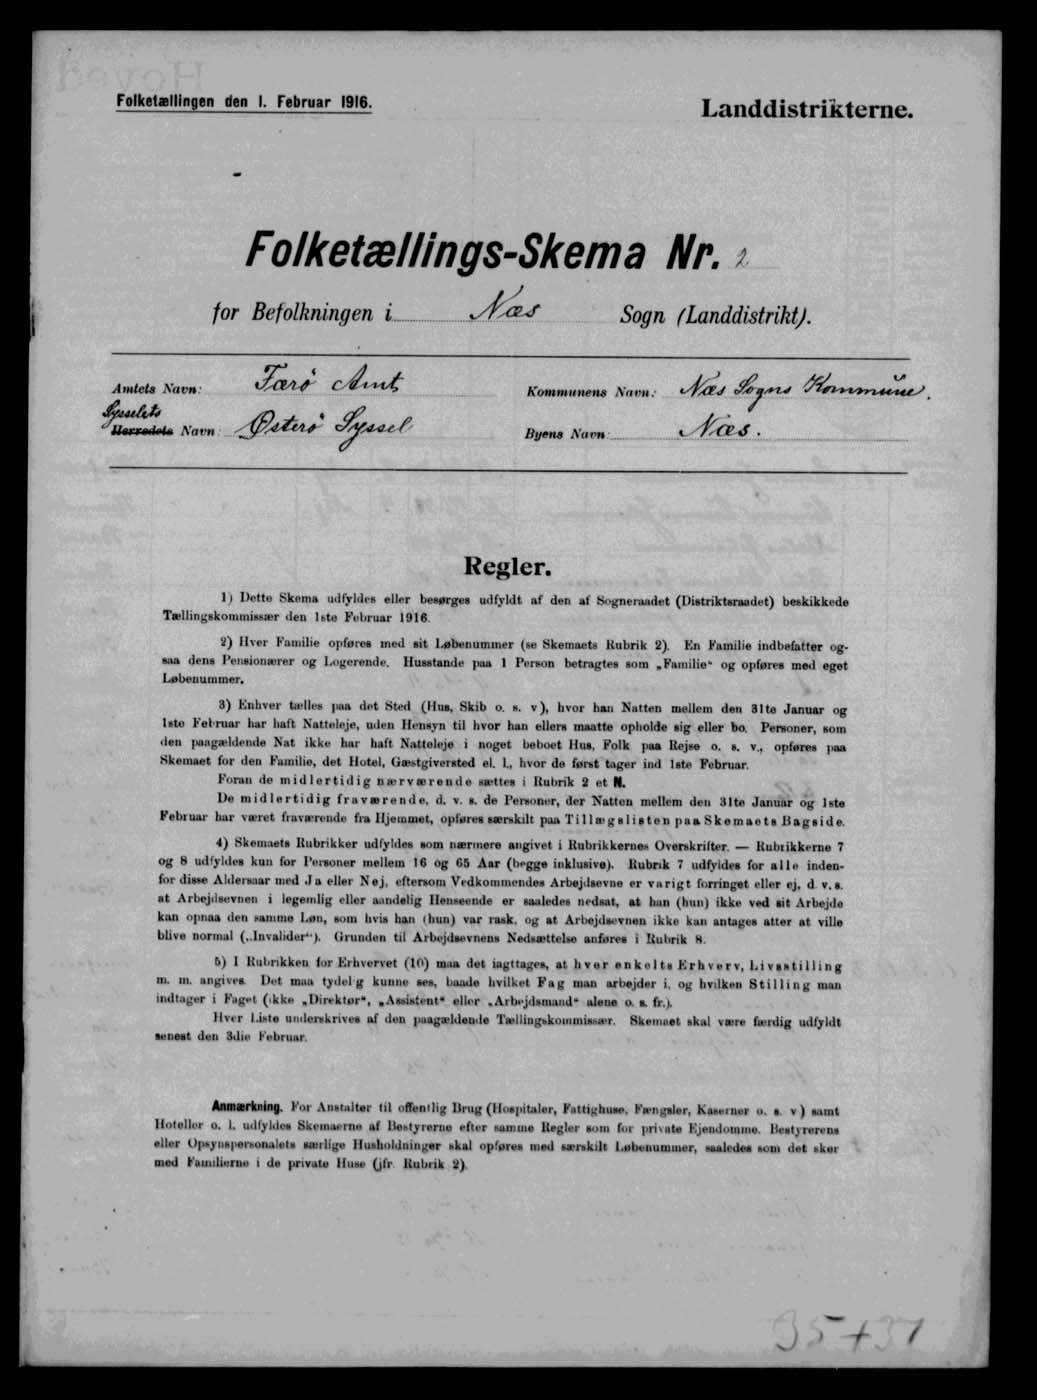 Folketællingen den 1. Februar 1916.
Landdistrikterne.
Folketællings-Skema Nr. 2
for Befolkningen i Næs Sogn (Landdistrikt).
Amtets Navn: Færö Amt
Kommunens Navn: Næs Sogns Kommune.
Sysselets
Herredets Navn: Østerö Syssel
Byens Navn: Næs.
Regler.
1) Dette Skema udfyldes eller besørges udfyldt af den af Sogneraadet (Distriktsraadet) beskikkede
Tællingskommissær den 1ste Februar 1916.
2) Hver Familie opføres med sit Løbenummer (se Skemaets Rubrik 2). En Familie indbefatter og-
saa dens Pensionærer og Logerende. Husstande paa 1 Person betragtes som „Familie“ og opføres med eget
Løbenummer.
3) Enhver tælles paa det Sted (Hus, Skib o. s. v), hvor han Natten mellem den 31te Januar og
1ste Februar har haft Natteleje, uden Hensyn til hvor han ellers maatte opholde sig eller bo. Personer, som
den paagældende Nat ikke har haft Natteleje i noget beboet Hus, Folk paa Rejse o. s. v., opføres paa
Skemaet for den Familie, det Hotel, Gæstgiversted el. l., hvor de først tager ind 1ste Februar.
Foran de midlertidig nærværende sættes i Rubrik 2 et N.
De midlertidig fraværende, d. v. s. de Personer, der Natten mellem den 31te Januar og 1ste
Februar har været fraværende fra Hjemmet, opføres særskilt paa Tillægslisten paa Skemaets Bagside.
4) Skemaets Rubrikker udfyldes som nærmere angivet i Rubrikkernes Overskrifter. — Rubrikkerne 7
og 8 udfyldes kun for Personer mellem 16 og 65 Aar (begge inklusive). Rubrik 7 udfyldes for alle inden-
for disse Aldersaar med Ja eller Nej, eftersom Vedkommendes Arbejdsevne er varigt forringet eller ej, d. v. s.
at Arbejdsevnen i legemlig eller aandelig Henseende er saaledes nedsat, at han (hun) ikke ved sit Arbejde
kan opnaa den samme Løn, som hvis han (hun) var rask, og at Arbejdsevnen ikke kan antages atter at ville
blive normal („Invalider“). Grunden til Arbejdsevnens Nedsættelse anføres i Rubrik 8.
5) I Rubrikken for Erhvervet (10) maa det iagttages, at hver enkelts Erhverv, Livsstilling
m. m. angives. Det maa tydelig kunne ses, baade hvilket Fag man arbejder i, og hvilken Stilling man
indtager i Faget (ikke „Direktør“, „Assistent“ eller „Arbejdsmand“ alene o. s. fr.).
Hver Liste underskrives af den paagældende Tællingskommissær. Skemaet skal være færdig udfyldt
senest den 3die Februar.
Anmærkning. For Anstalter til offentlig Brug (Hospitaler, Fattighuse, Fængsler, Kaserner o. s. v) samt
Hoteller o. l. udfyldes Skemaerne af Bestyrerne efter samme Regler som for private Ejendomme. Bestyrerens
eller Opsynspersonalets særlige Husholdninger skal opføres med særskilt Løbenummer, saaledes som det sker
med Familierne i de private Huse (jfr. Rubrik 2).
35+37